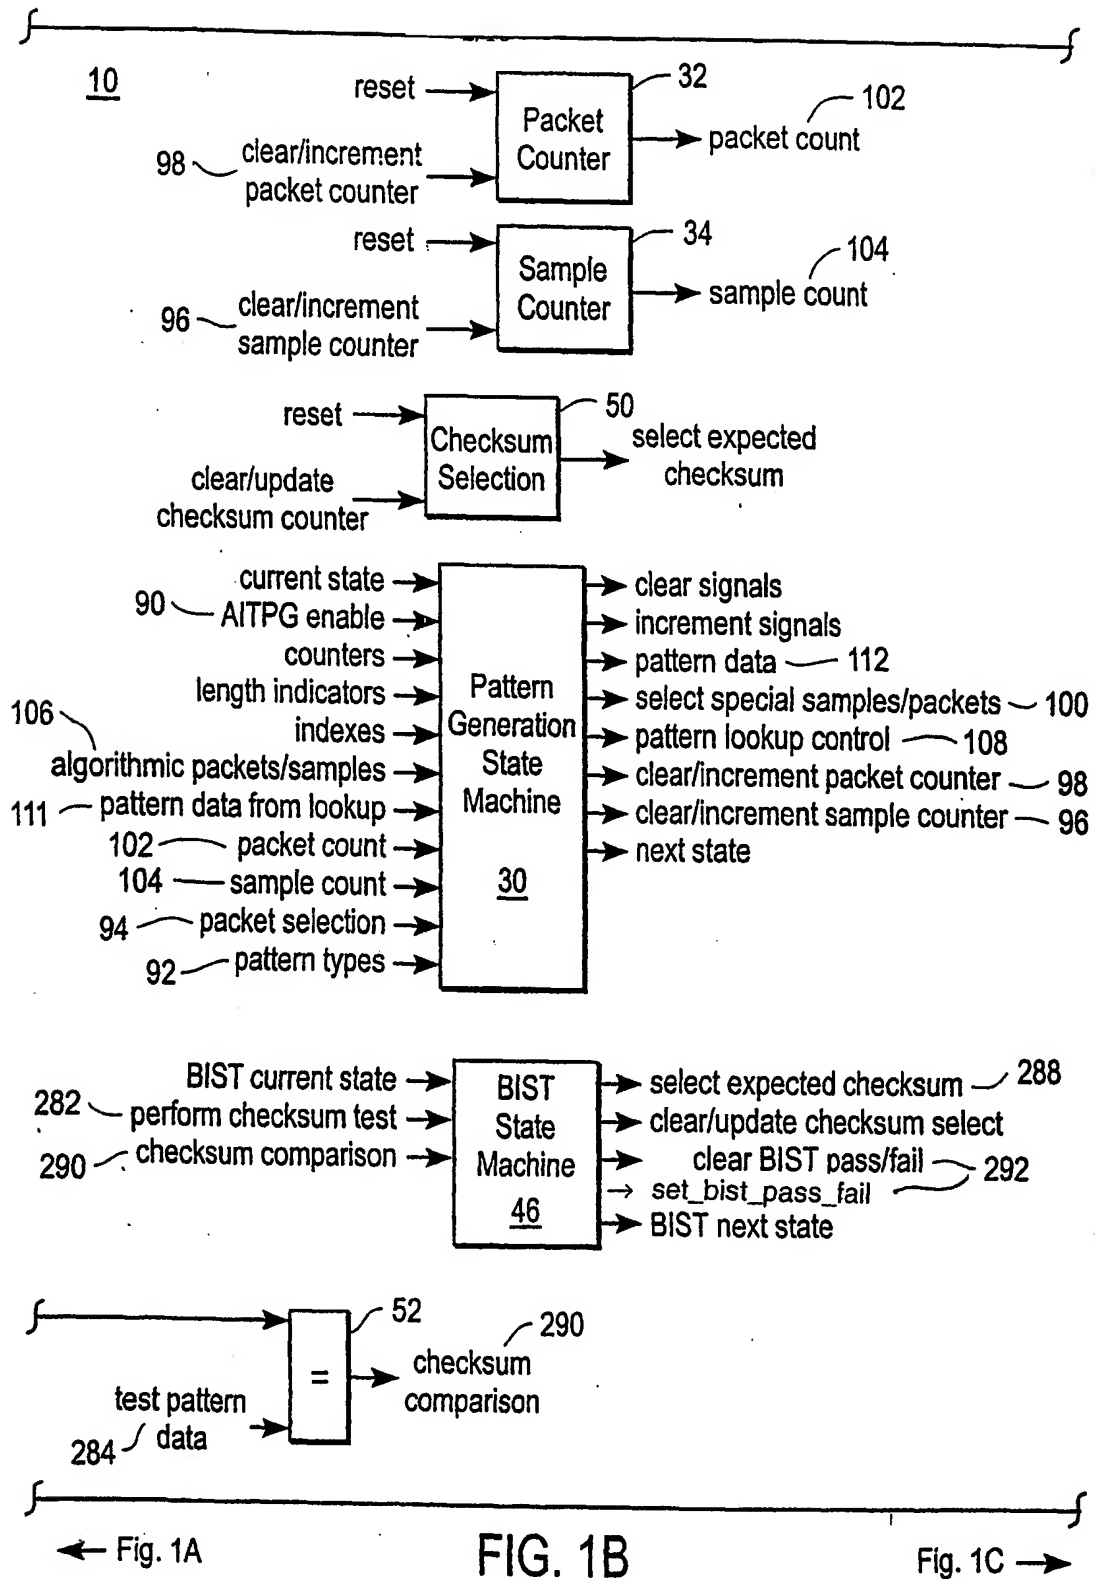 10
reset
32
Packet
Counter
102
packet count
98
clear/increment
packet counter
reset
34
Sample
Counter
104
sample count
96
clear/increment
sample counter
reset
50
Checksum
Selection
select expected
checksum
clear/update
checksum counter
current state
90 AITPG enable
counters
length indicators
indexes
106
algorithmic packets/samples
111 pattern data from lookup
102 packet count
104 sample count
94 packet selection
92 pattern types
Pattern
Generation
State
Machine
30
clear signals
increment signals
pattern data 112
select special samples/packets 100
pattern lookup control 108
clear/increment packet counter 98
clear/increment sample counter 96
next state
BIST current state
282 perform checksum test
290 checksum comparison
BIST
State
Machine
46
select expected checksum 288
clear/update checksum select
clear BIST pass/fail
292
set_bist_pass_fail
BIST next state
52
=
290
checksum
comparison
test pattern
data
284
Fig. 1A
FIG. 1B
Fig. 1C